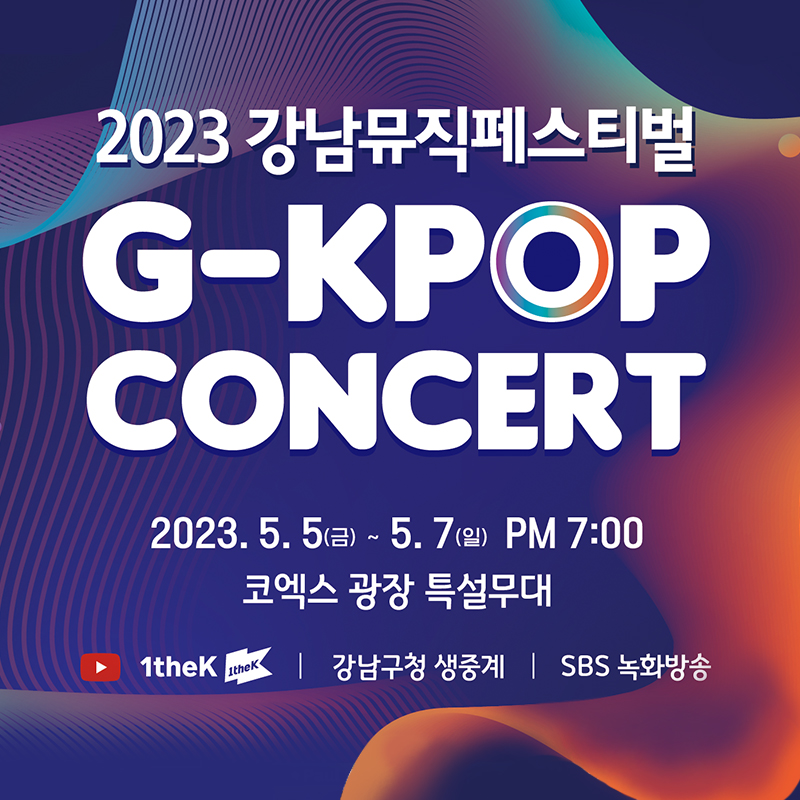 2023 강남뮤직페스티벌
G-KPOP
CONCERT
2023. 5. 5(금) ~ 5. 7(일) PM 7:00
코엑스 광장 특설무대
1theK 1theK | 강남구청 생중계 | SBS 녹화방송